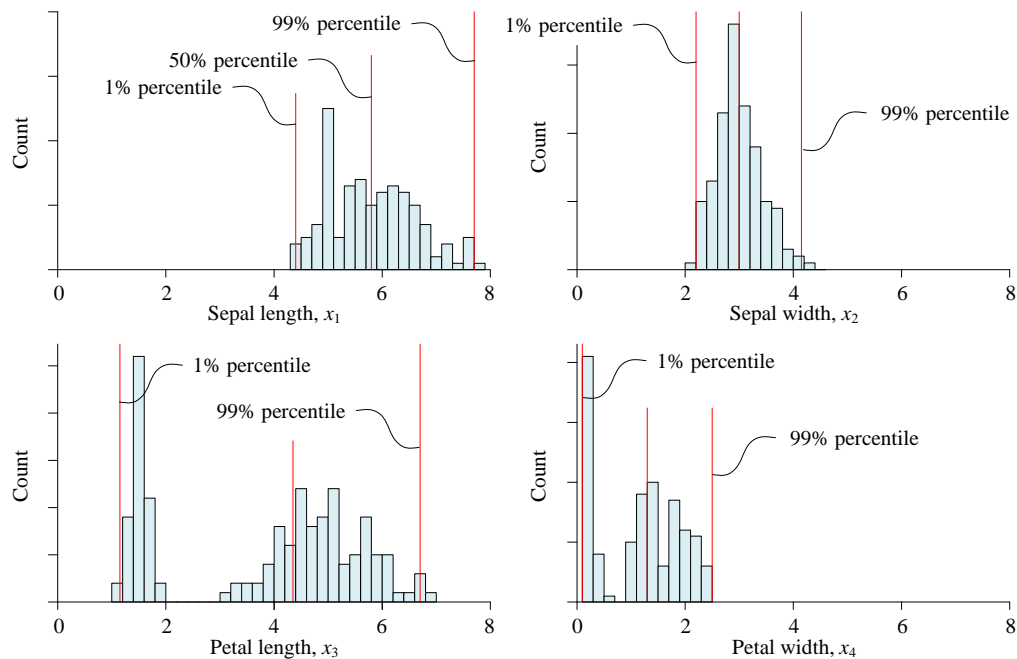 99% percentile
50% percentile
1% percentile
Count
0 2 4 6 8
Sepal length, x1
1% percentile
99% percentile
Count
0 2 4 6 8
Sepal width, x2
1% percentile
99% percentile
Count
0 2 4 6 8
Petal length, x3
1% percentile
99% percentile
Count
0 2 4 6 8
Petal width, x4